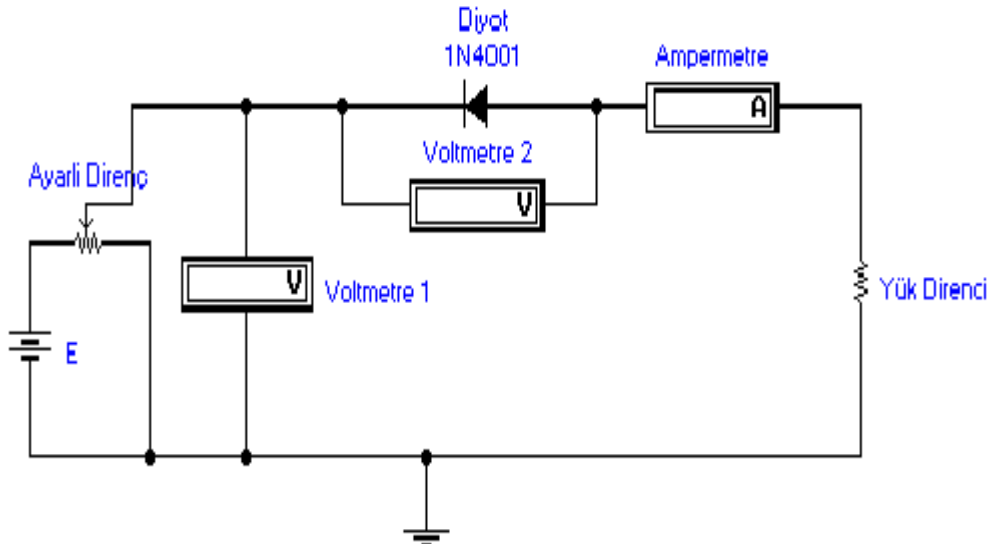 Diyot
1N4001
Ampermetre
A
Voltmetre 2
V
Ayarli Direnç
V
Voltmetre 1
Yük Direnci
E